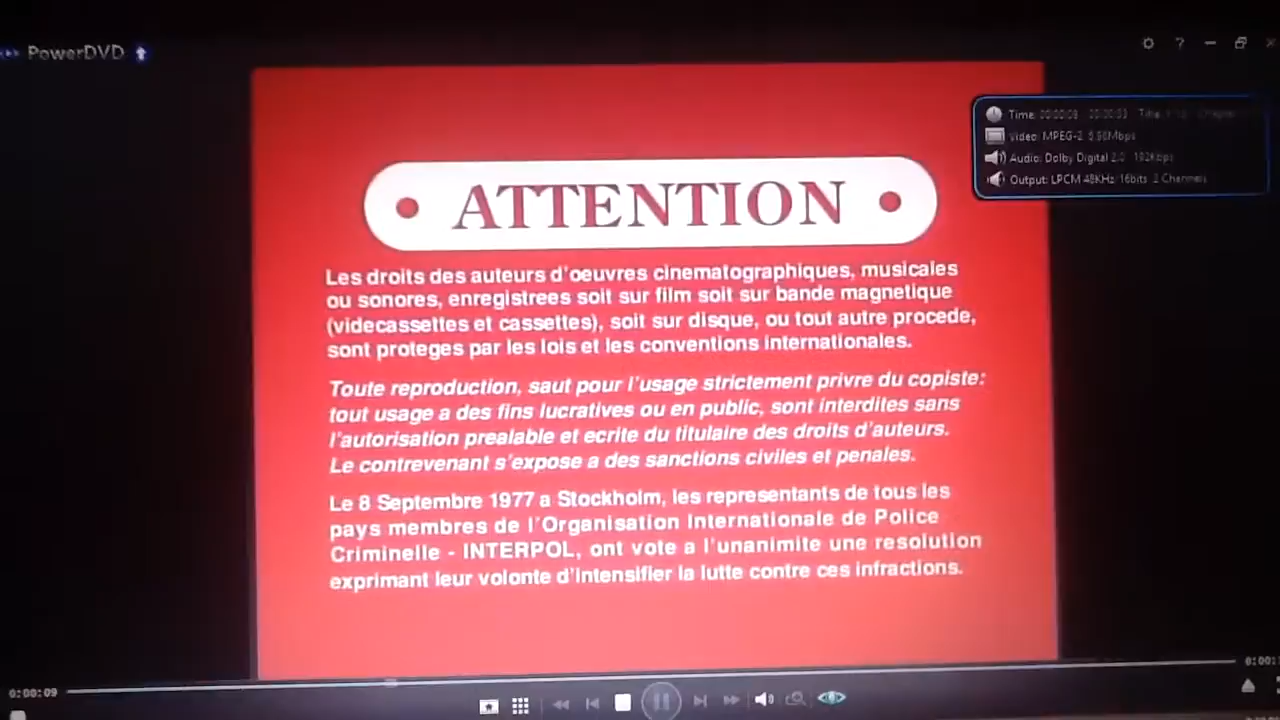 PowerDVD
Time: 00:00:09
Video: MPEG-2
Audio: Dolby Digital 2.0 192Kbps
Output: LPCM 48KHz/16bits 2 Channels
ATTENTION
Les droits des auteurs d'oeuvres cinematographiques, musicales
ou sonores, enregistrees soit sur film soit sur bande magnetique
(videcassettes et cassettes), soit sur disque, ou tout autre procede,
sont proteges par les lois et les conventions internationales.
Toute reproduction, saut pour l'usage strictement privre du copiste:
tout usage a des fins lucratives ou en public, sont interdites sans
l'autorisation prealable et ecrite du titulaire des droits d'auteurs.
Le contrevenant s'expose a des sanctions civiles et penales.
Le 8 Septembre 1977 a Stockholm, les representants de tous les
pays membres de l'Organisation Internationale de Police
Criminelle - INTERPOL, ont vote a l'unanimite une resolution
exprimant leur volonte d'intensifier la lutte contre ces infractions.
0:00:09